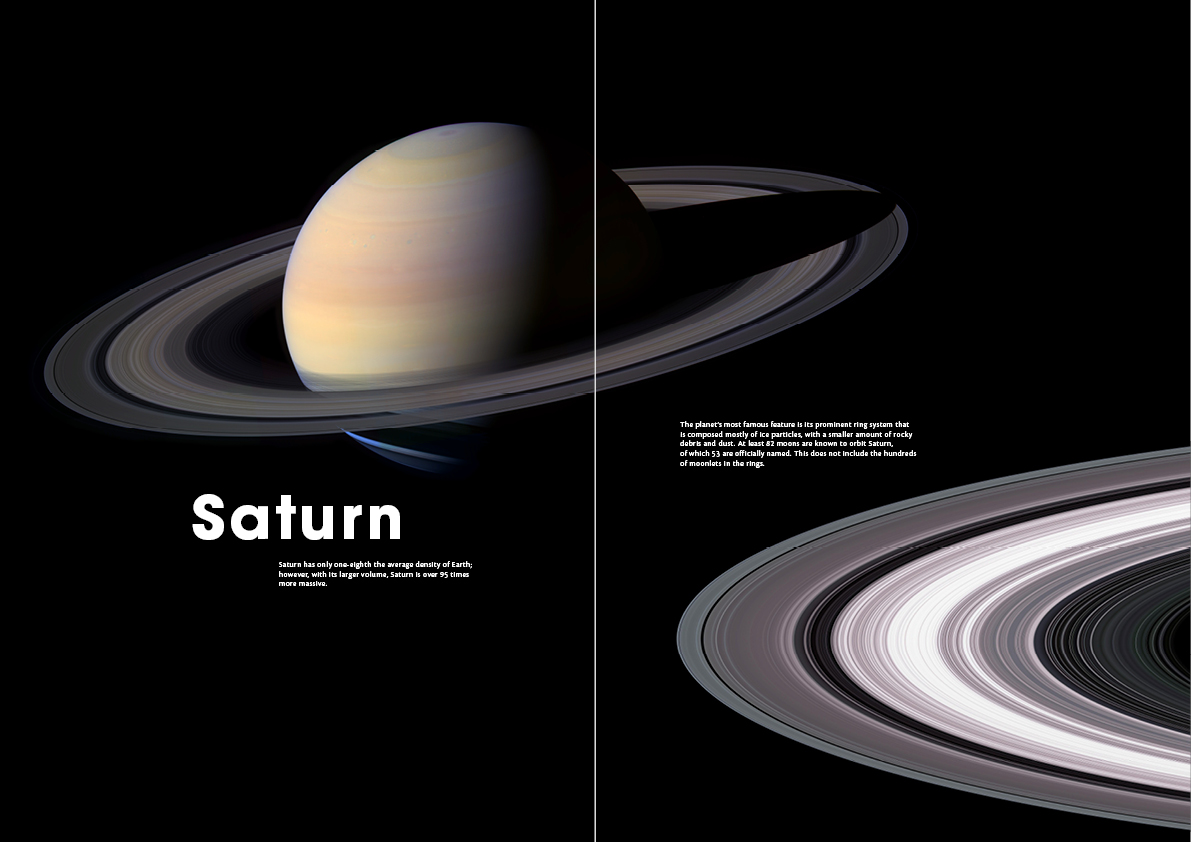 Saturn
Saturn has only one-eighth the average density of Earth;
however, with its larger volume, Saturn is over 95 times
more massive.
The planet's most famous feature is its prominent ring system that
is composed mostly of ice particles, with a smaller amount of rocky
debris and dust. At least 82 moons are known to orbit Saturn,
of which 53 are officially named. This does not include the hundreds
of moonlets in the rings.